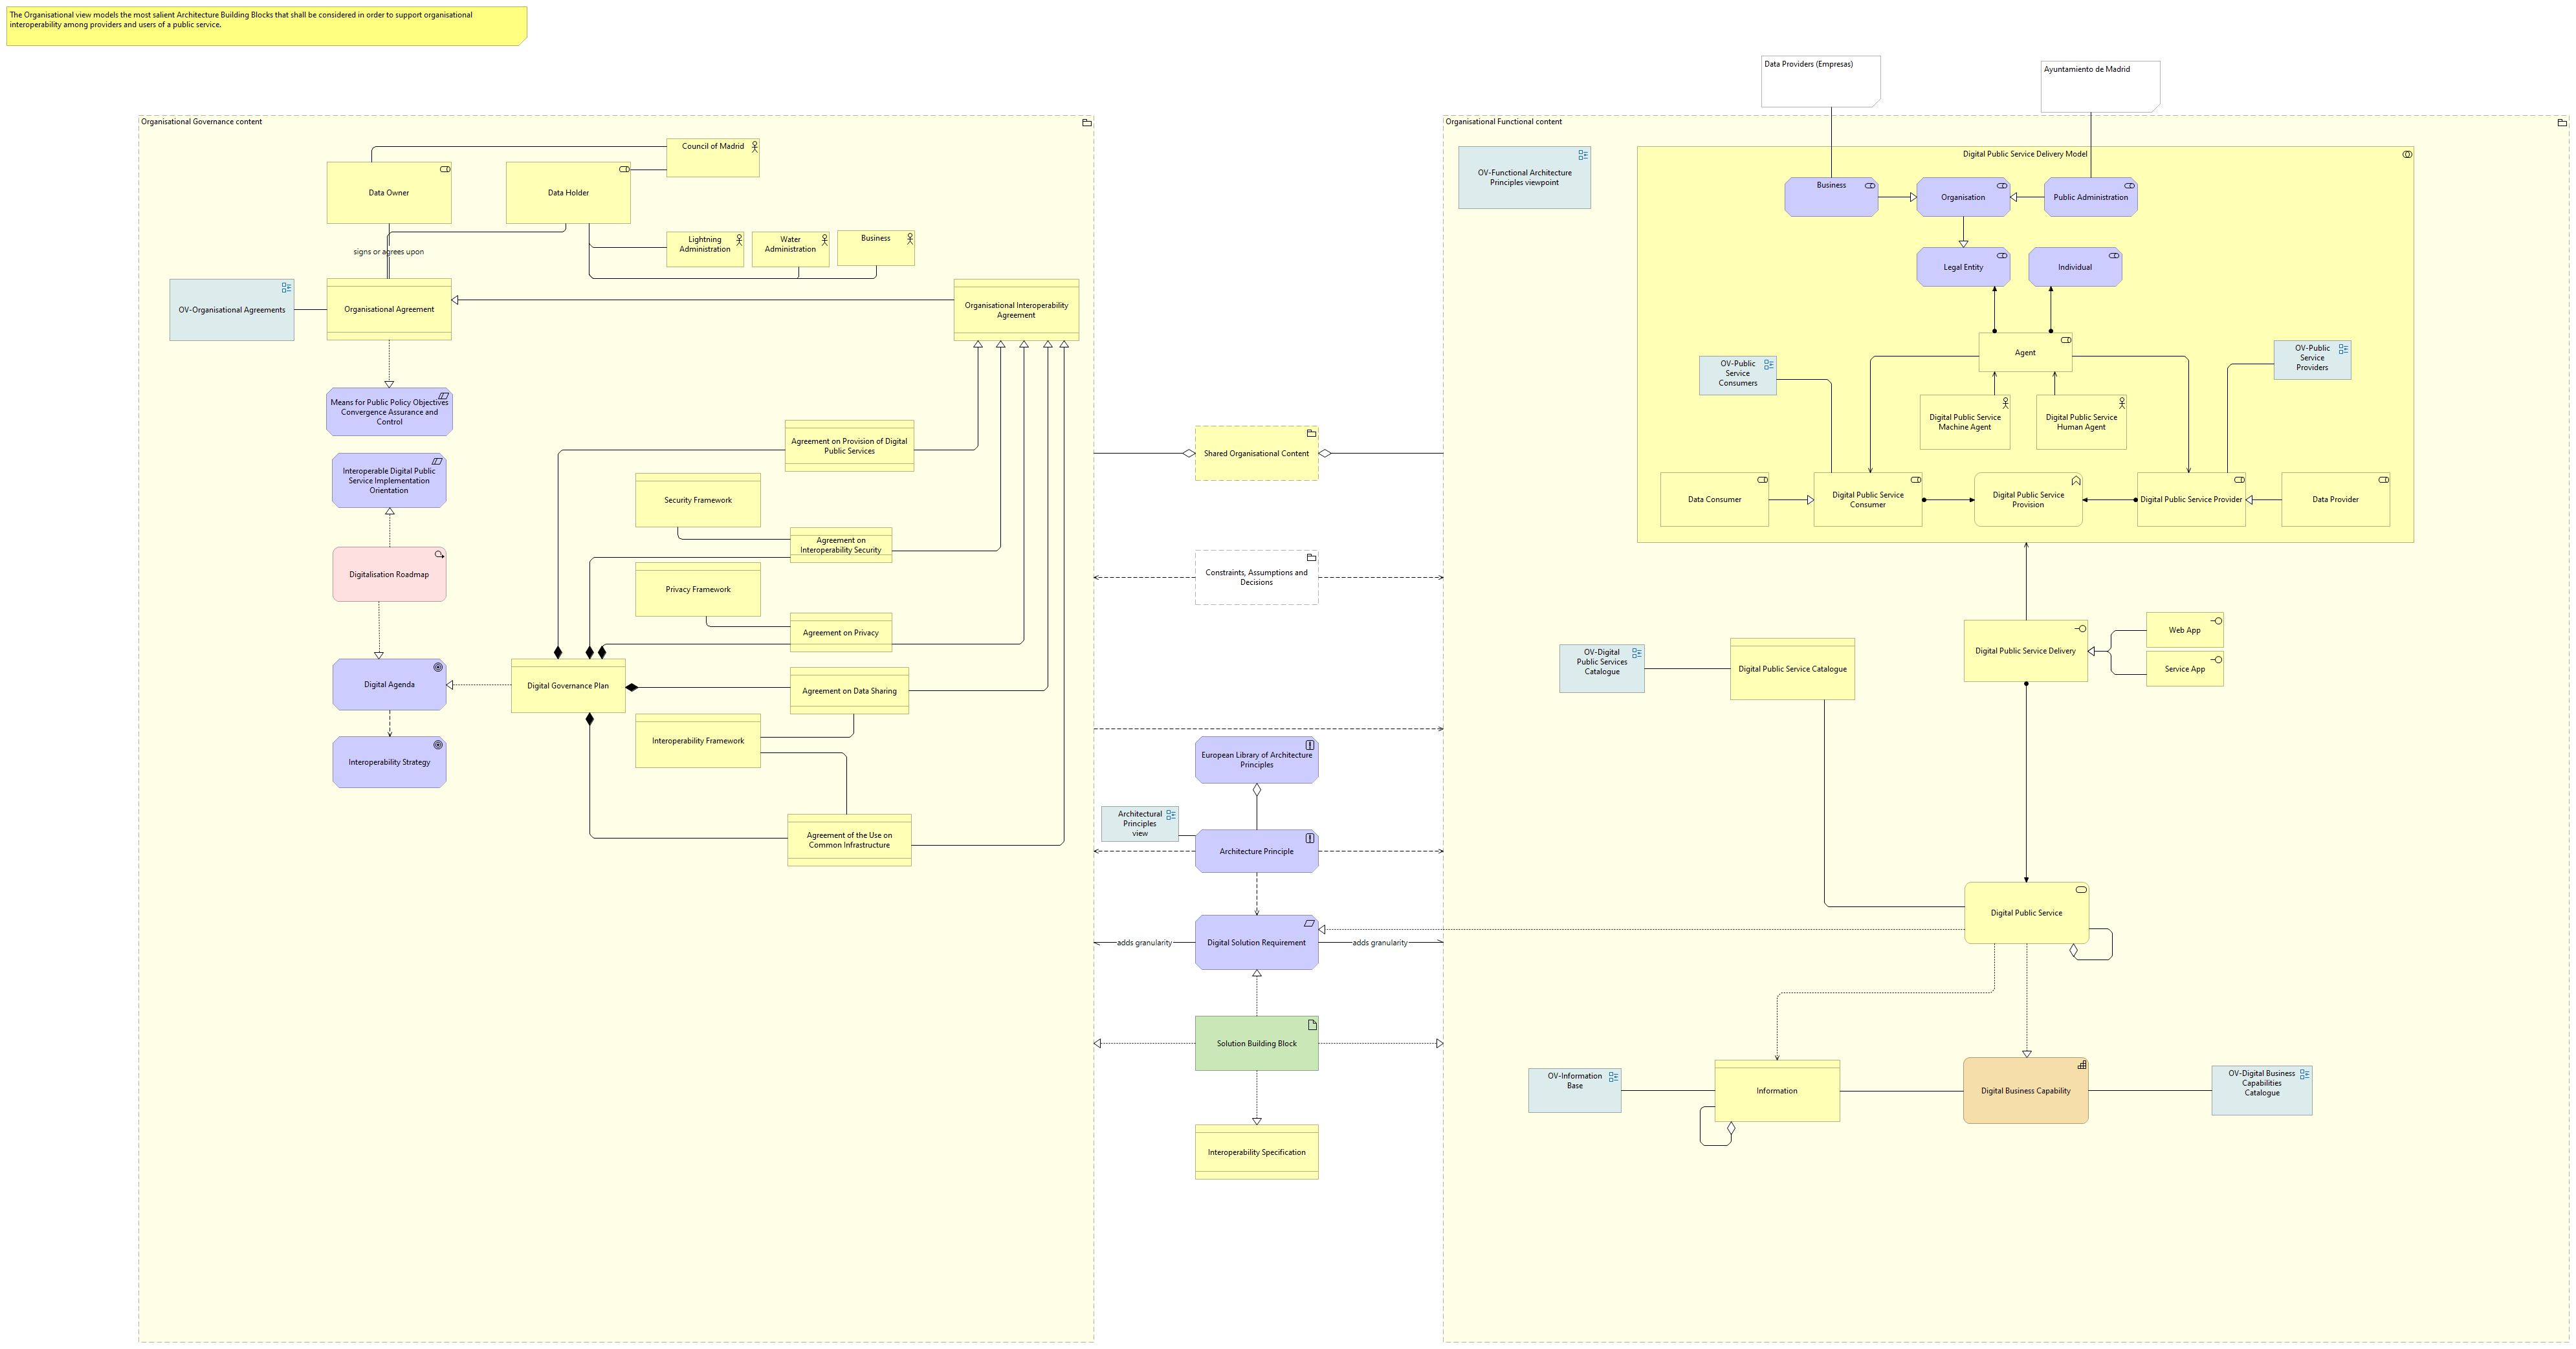 The Organisational view models the most salient Architecture Building Blocks that shall be considered in order to support organisational
interoperability among providers and users of a public service.
Data Providers (Empresas)
Ayuntamiento de Madrid
Organisational Governance content
Council of Madrid
Data Owner
Data Holder
signs or agrees upon
Lightning
Administration
Water
Administration
Business
OV-Organisational Agreements
Organisational Agreement
Organisational Interoperability
Agreement
Means for Public Policy Objectives
Convergence Assurance and
Control
Interoperable Digital Public
Service Implementation
Orientation
Digitalisation Roadmap
Digital Agenda
Interoperability Strategy
Agreement on Provision of Digital
Public Services
Security Framework
Agreement on
Interoperability Security
Privacy Framework
Agreement on Privacy
Digital Governance Plan
Agreement on Data Sharing
Interoperability Framework
Agreement of the Use on
Common Infrastructure
Shared Organisational Content
Constraints, Assumptions and
Decisions
European Library of Architecture
Principles
Architectural
Principles
view
Architecture Principle
adds granularity
Digital Solution Requirement
adds granularity
Solution Building Block
Interoperability Specification
Organisational Functional content
OV-Functional Architecture
Principles viewpoint
Digital Public Service Delivery Model
Business
Organisation
Public Administration
Legal Entity
Individual
Agent
OV-Public
Service
Consumers
OV-Public
Service
Providers
Digital Public Service
Machine Agent
Digital Public Service
Human Agent
Data Consumer
Digital Public Service
Consumer
Digital Public Service
Provision
Digital Public Service Provider
Data Provider
OV-Digital
Public Services
Catalogue
Digital Public Service Catalogue
Digital Public Service Delivery
Web App
Service App
Digital Public Service
OV-Information
Base
Information
Digital Business Capability
OV-Digital Business
Capabilities
Catalogue